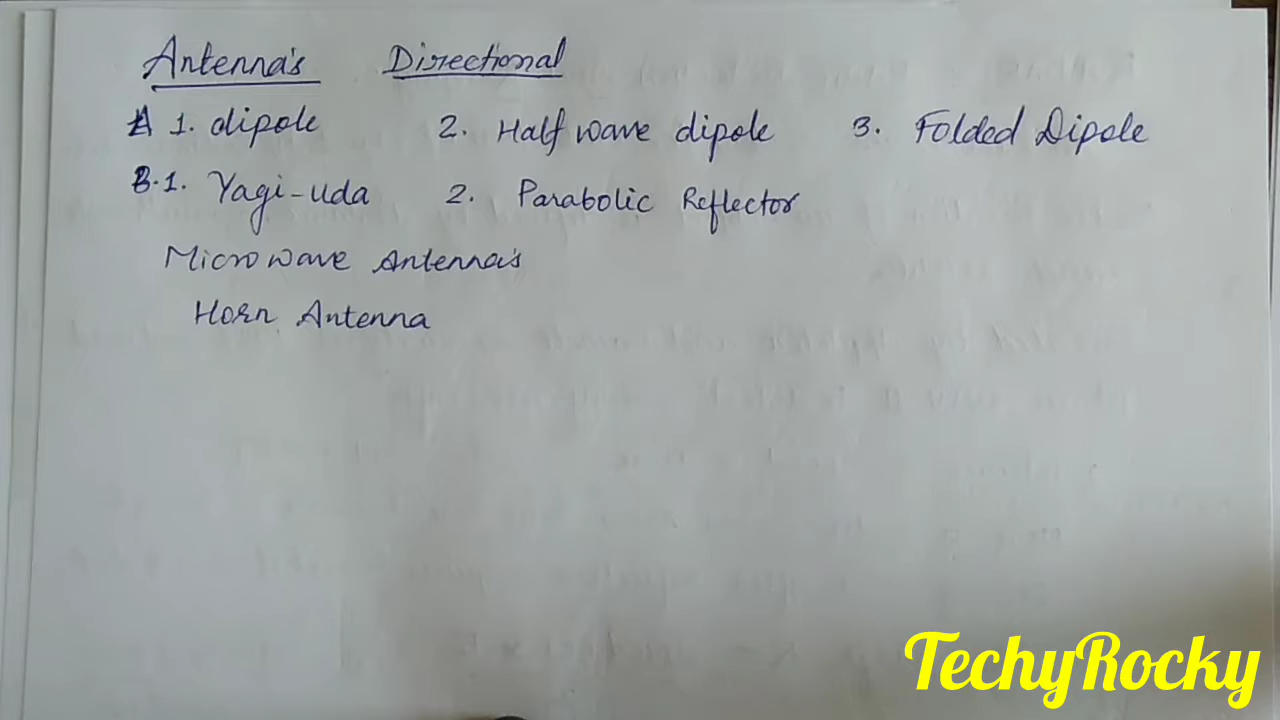 Antenna's Directional
A 1. dipole 2. Half wave dipole 3. Folded Dipole
B.1. Yagi-Uda 2. Parabolic Reflector
Microwave Antenna's
Horn Antenna
TechyRocky